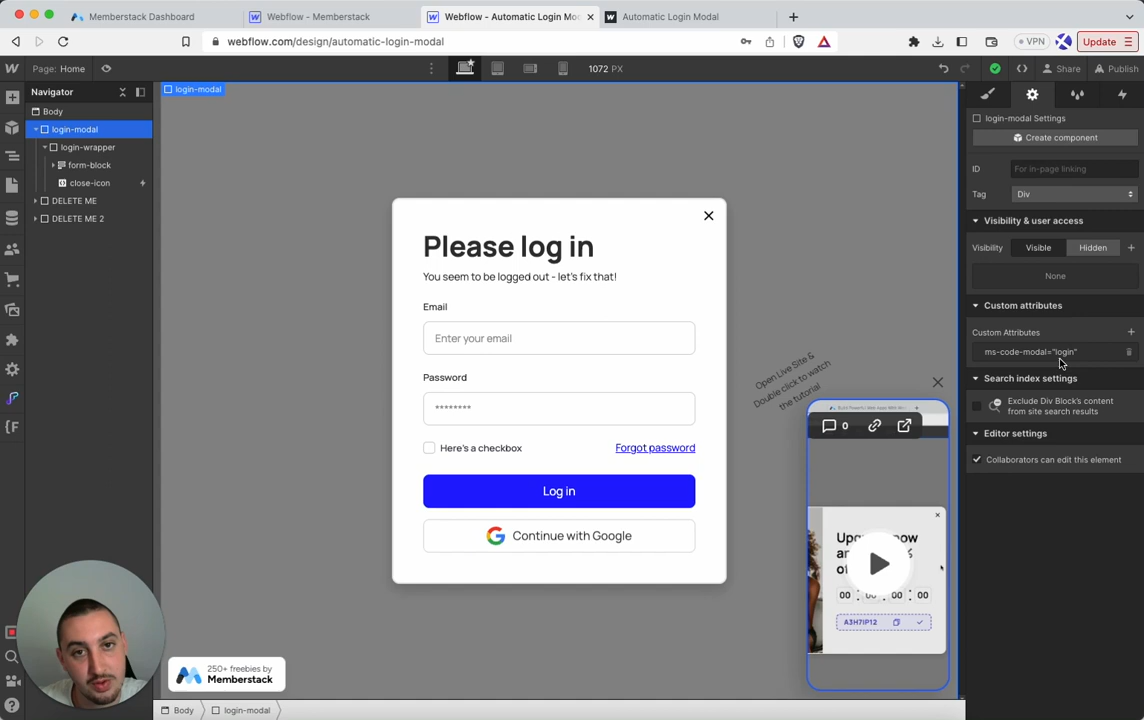 Memberstack Dashboard
Webflow - Memberstack
Webflow - Automatic Login Mo
Automatic Login Modal
webflow.com/design/automatic-login-modal
VPN
Update
Page: Home
1072 PX
Share
Publish
Navigator
Body
login-modal
login-wrapper
form-block
close-icon
DELETE ME
DELETE ME 2
login-modal
Please log in
You seem to be logged out - let's fix that!
Email
Enter your email
Password
********
Here's a checkbox
Forgot password
Log in
Continue with Google
Open Live Site &
Double click to watch
the tutorial
0
Upg
now
an
%
of
00 : 00 : 00 : 00
A3H7IP12
250+ freebies by
Memberstack
Body
login-modal
login-modal Settings
Create component
ID
For in-page linking
Tag
Div
Visibility & user access
Visibility
Visible
Hidden
None
Custom attributes
Custom Attributes
ms-code-modal="login"
Search index settings
Exclude Div Block's content
from site search results
Editor settings
Collaborators can edit this element